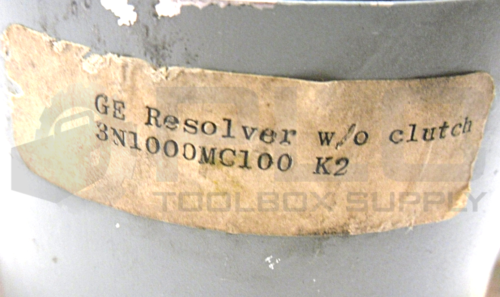 GE Resolver w/o clutch
3N1000MC100 K2
TOOLBOX SUPPLY